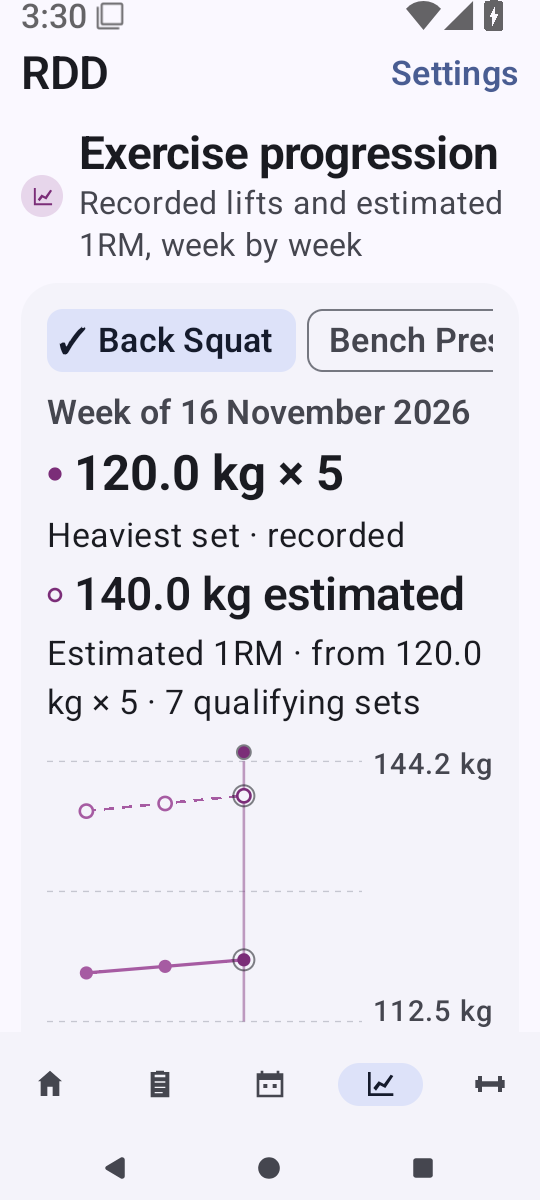 3:30
RDD
Settings
Exercise progression
Recorded lifts and estimated
1RM, week by week
✓ Back Squat
Bench Pres
Week of 16 November 2026
120.0 kg × 5
Heaviest set · recorded
140.0 kg estimated
Estimated 1RM · from 120.0
kg × 5 · 7 qualifying sets
144.2 kg
112.5 kg